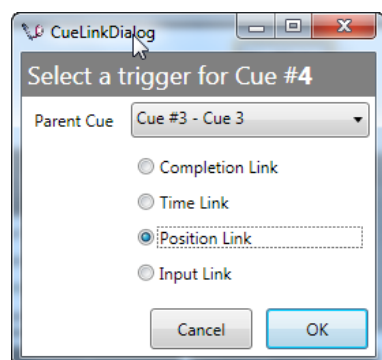 CueLinkDialog
Select a trigger for Cue #4
Parent Cue Cue #3 - Cue 3
Completion Link
Time Link
Position Link
Input Link
Cancel OK